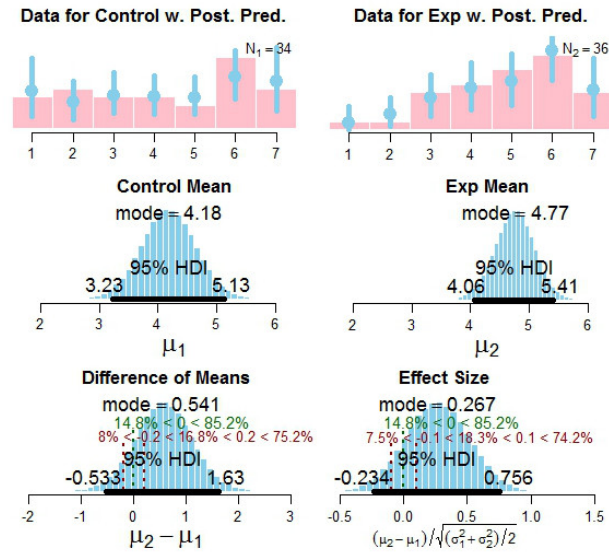 Data for Control w. Post. Pred.
N1 = 34
1 2 3 4 5 6 7
Data for Exp w. Post. Pred.
N2 = 36
1 2 3 4 5 6 7
Control Mean
mode = 4.18
95% HDI
3.23 5.13
2 3 4 5 6
μ1
Exp Mean
mode = 4.77
95% HDI
4.06 5.41
2 3 4 5 6
μ2
Difference of Means
mode = 0.541
14.8% < 0 < 85.2%
8% < -0.2 < 16.8% < 0.2 < 75.2%
95% HDI
-0.533 1.63
-2 -1 0 1 2 3
μ2 − μ1
Effect Size
mode = 0.267
14.8% < 0 < 85.2%
7.5% < -0.1 < 18.3% < 0.1 < 74.2%
95% HDI
-0.234 0.756
-0.5 0.0 0.5 1.0 1.5
(μ2 − μ1)/√(σ1² + σ2²)/2